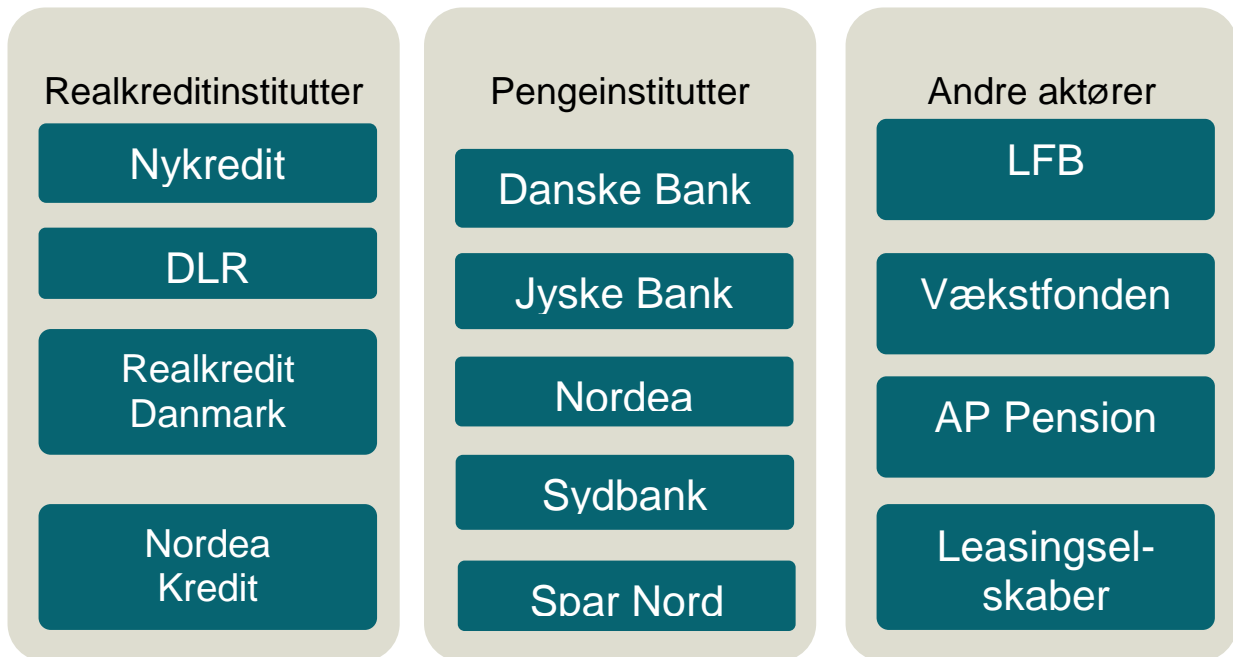 Realkreditinstitutter
Nykredit
DLR
Realkredit
Danmark
Nordea
Kredit
Pengeinstitutter
Danske Bank
Jyske Bank
Nordea
Sydbank
Spar Nord
Andre aktører
LFB
Vækstfonden
AP Pension
Leasingsel-
skaber